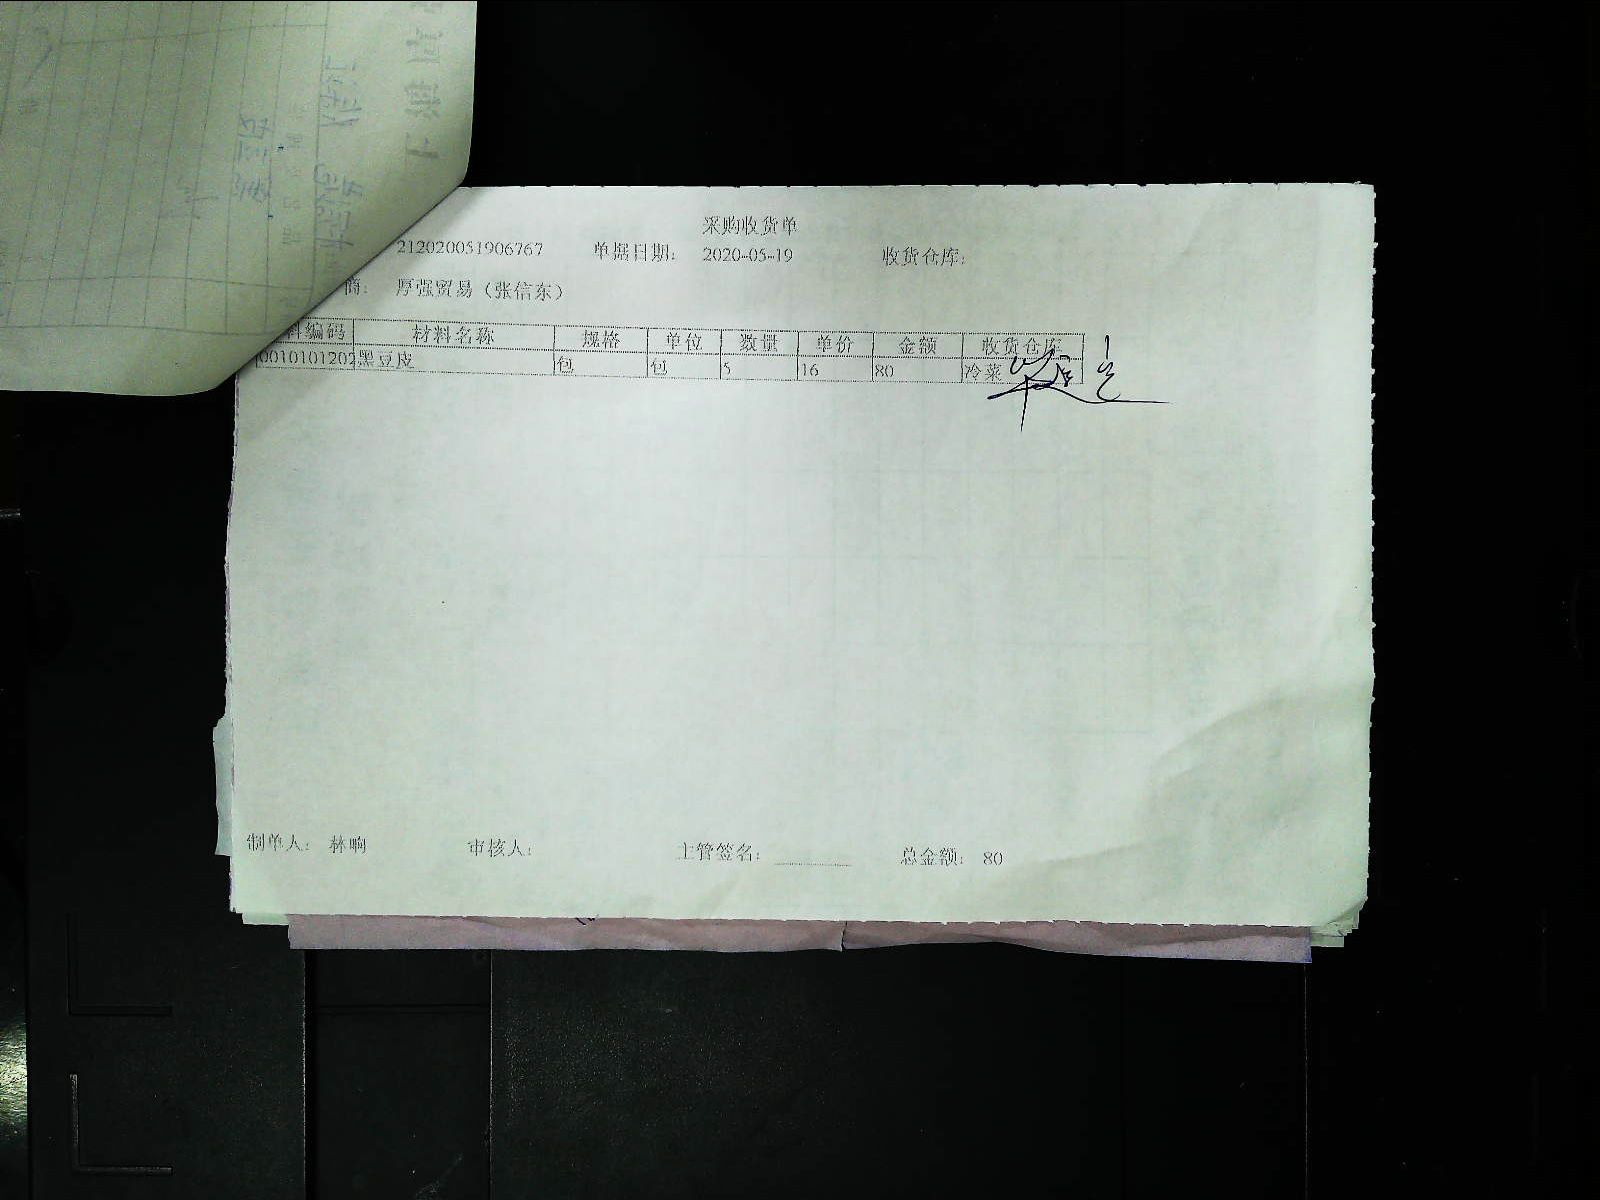 采购收货单
212020051906767 单据日期： 2020-05-19 收货仓库：
商： 厚强贸易（张信东）
料编码 材料名称 规格 单位 数量 单价 金额 收货仓库
0010101202 黑豆皮 包 包 5 16 80 冷菜
制单人： 林响 审核人： 主管签名： 总金额： 80